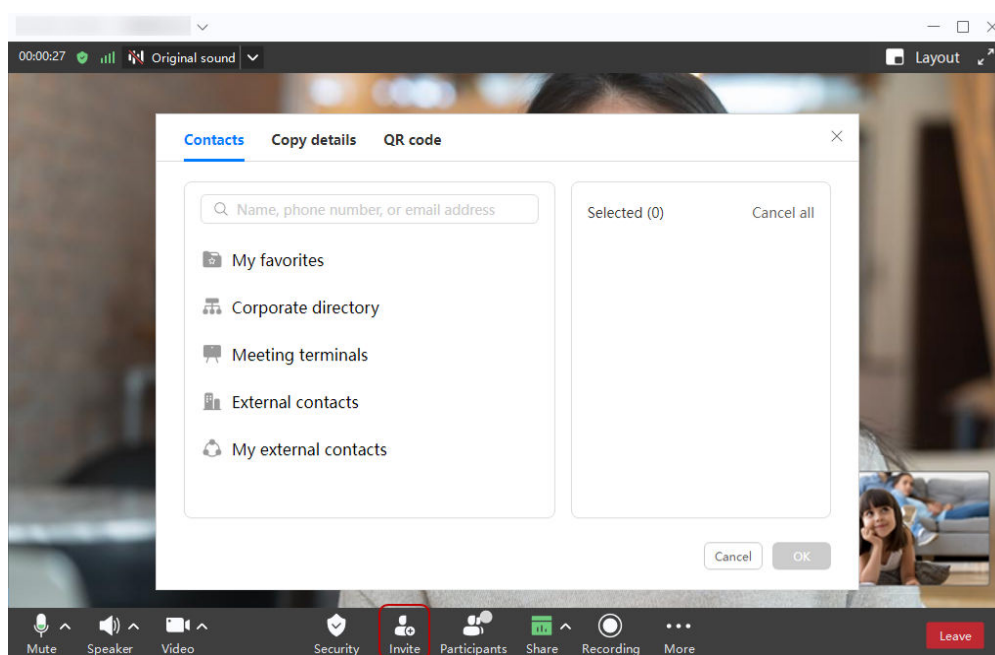 00:00:27 Original sound Layout
Contacts Copy details QR code
Name, phone number, or email address
Selected (0) Cancel all
My favorites
Corporate directory
Meeting terminals
External contacts
My external contacts
Cancel OK
Mute Speaker Video Security Invite Participants Share Recording More Leave